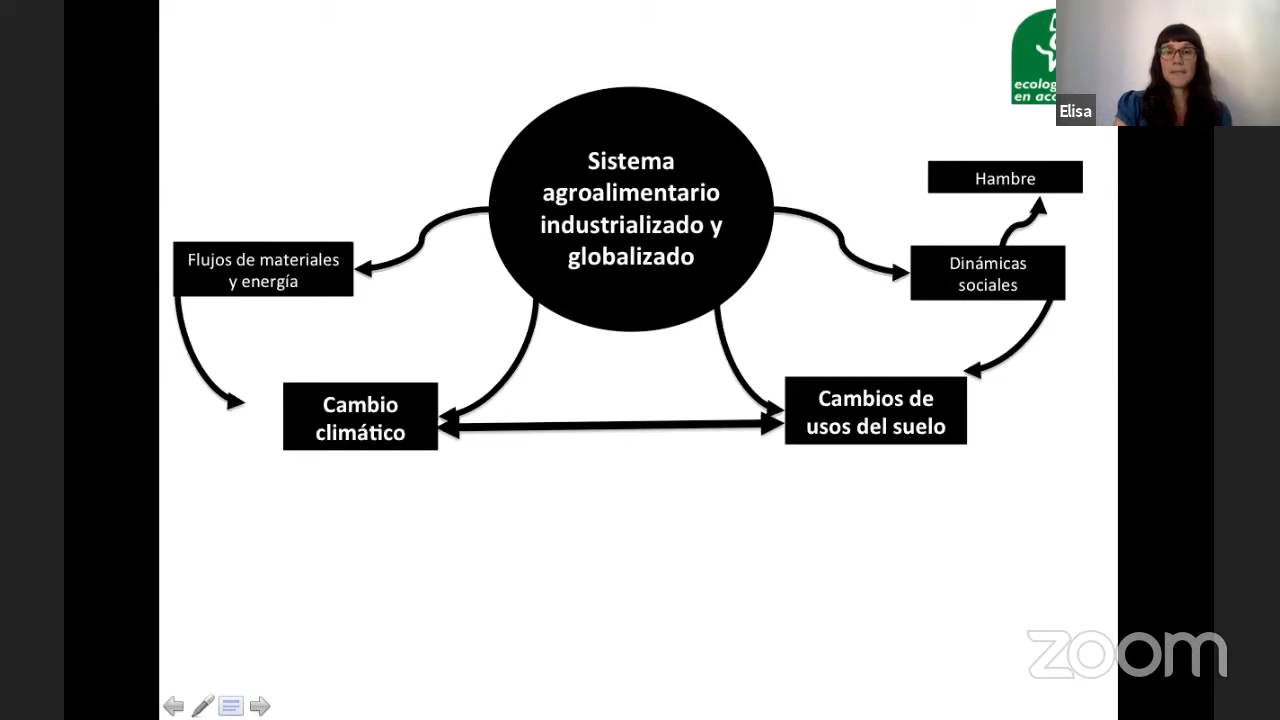 Sistema
agroalimentario
industrializado y
globalizado
Hambre
Flujos de materiales
y energía
Dinámicas
sociales
Cambio
climático
Cambios de
usos del suelo
en
Elisa
zoom